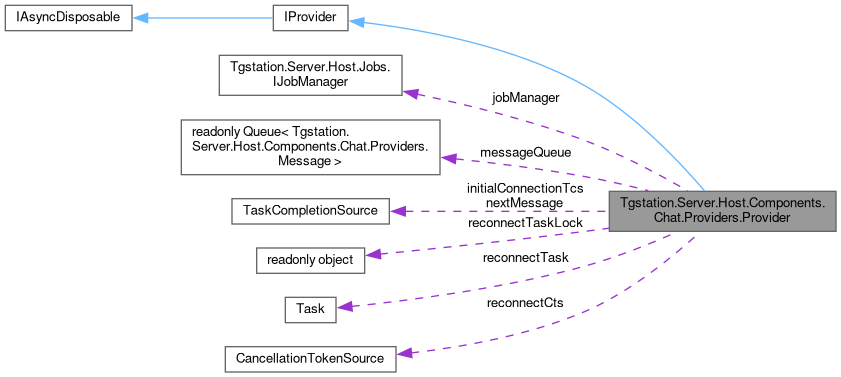 IAsyncDisposable
IProvider
Tgstation.Server.Host.Jobs.
IJobManager
jobManager
readonly Queue< Tgstation.
Server.Host.Components.Chat.Providers.
Message >
messageQueue
initialConnectionTcs
nextMessage
TaskCompletionSource
Tgstation.Server.Host.Components.
Chat.Providers.Provider
reconnectTaskLock
readonly object
reconnectTask
Task
reconnectCts
CancellationTokenSource